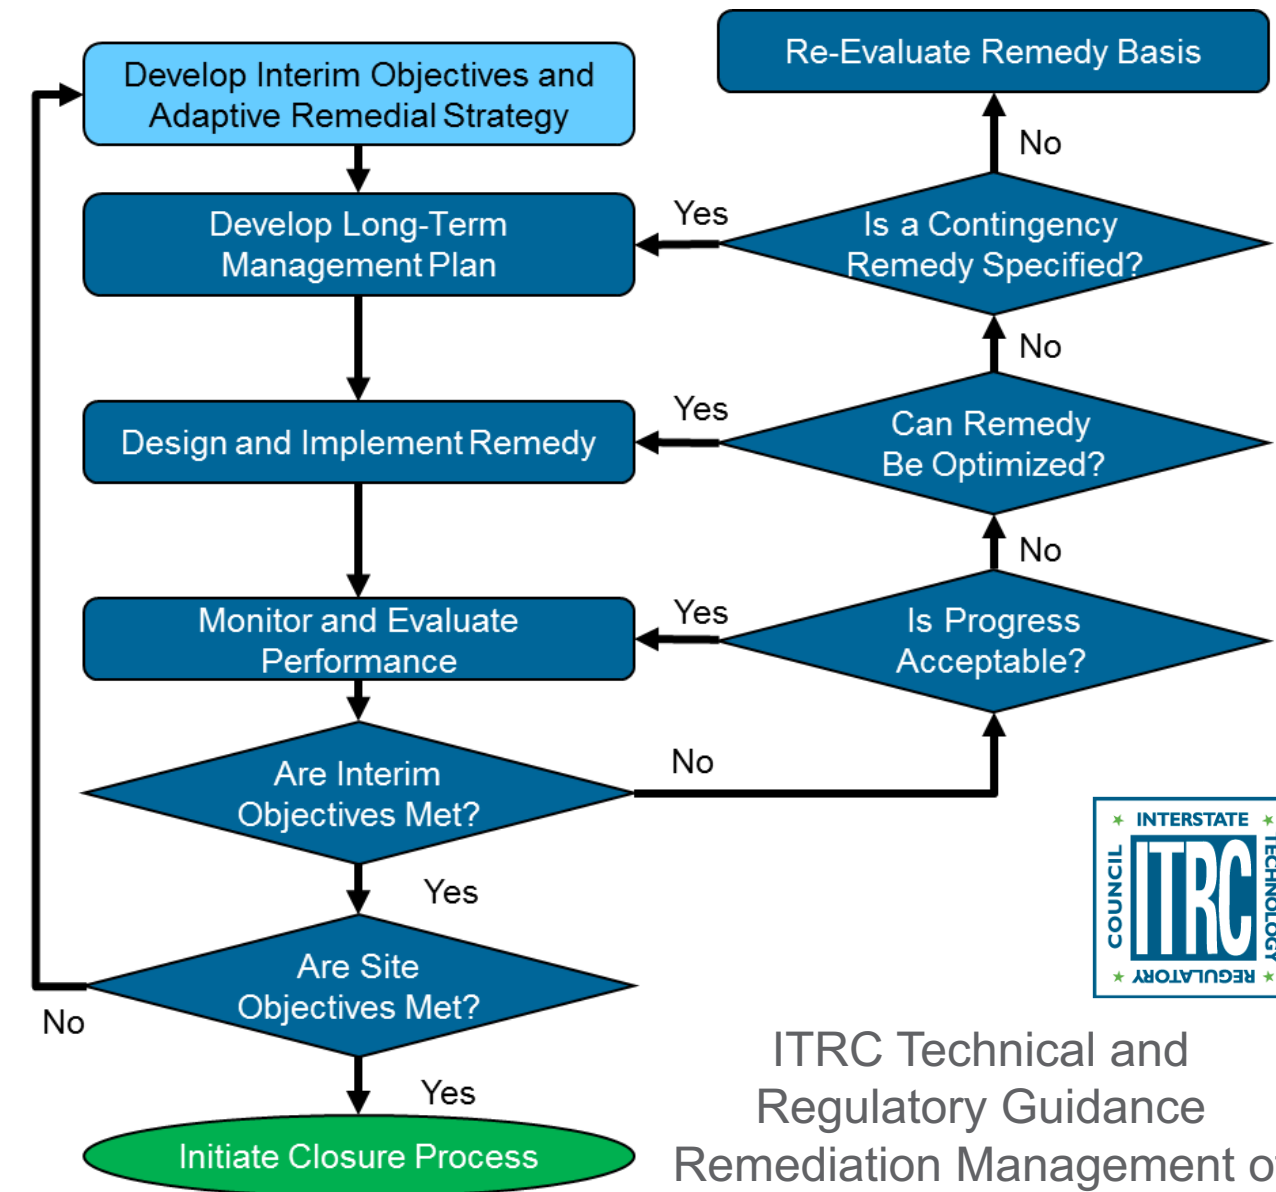 Develop Interim Objectives and
Adaptive Remedial Strategy
Develop Long-Term
Management Plan
Design and Implement Remedy
Monitor and Evaluate
Performance
Are Interim
Objectives Met?
Yes
No
Are Site
Objectives Met?
No
Yes
Initiate Closure Process
Re-Evaluate Remedy Basis
No
Is a Contingency
Remedy Specified?
Yes
No
Can Remedy
Be Optimized?
Yes
No
Is Progress
Acceptable?
Yes
INTERSTATE
TECHNOLOGY
REGULATORY
COUNCIL
ITRC
ITRC Technical and
Regulatory Guidance
Remediation Management of